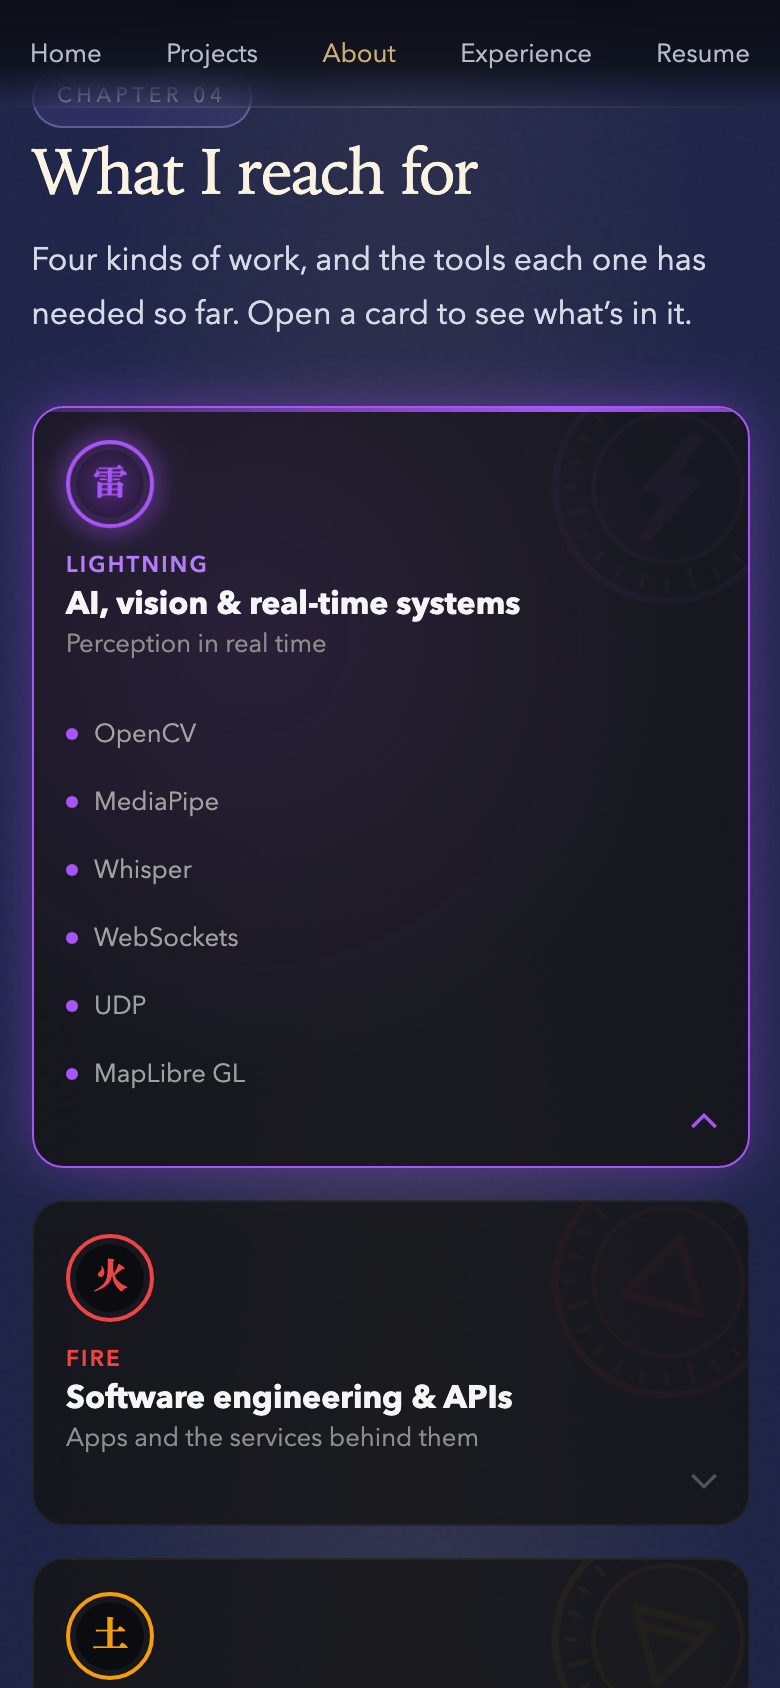 Home Projects About Experience Resume
CHAPTER 04
What I reach for
Four kinds of work, and the tools each one has
needed so far. Open a card to see what’s in it.
雷
LIGHTNING
AI, vision & real-time systems
Perception in real time
OpenCV
MediaPipe
Whisper
WebSockets
UDP
MapLibre GL
火
FIRE
Software engineering & APIs
Apps and the services behind them
土